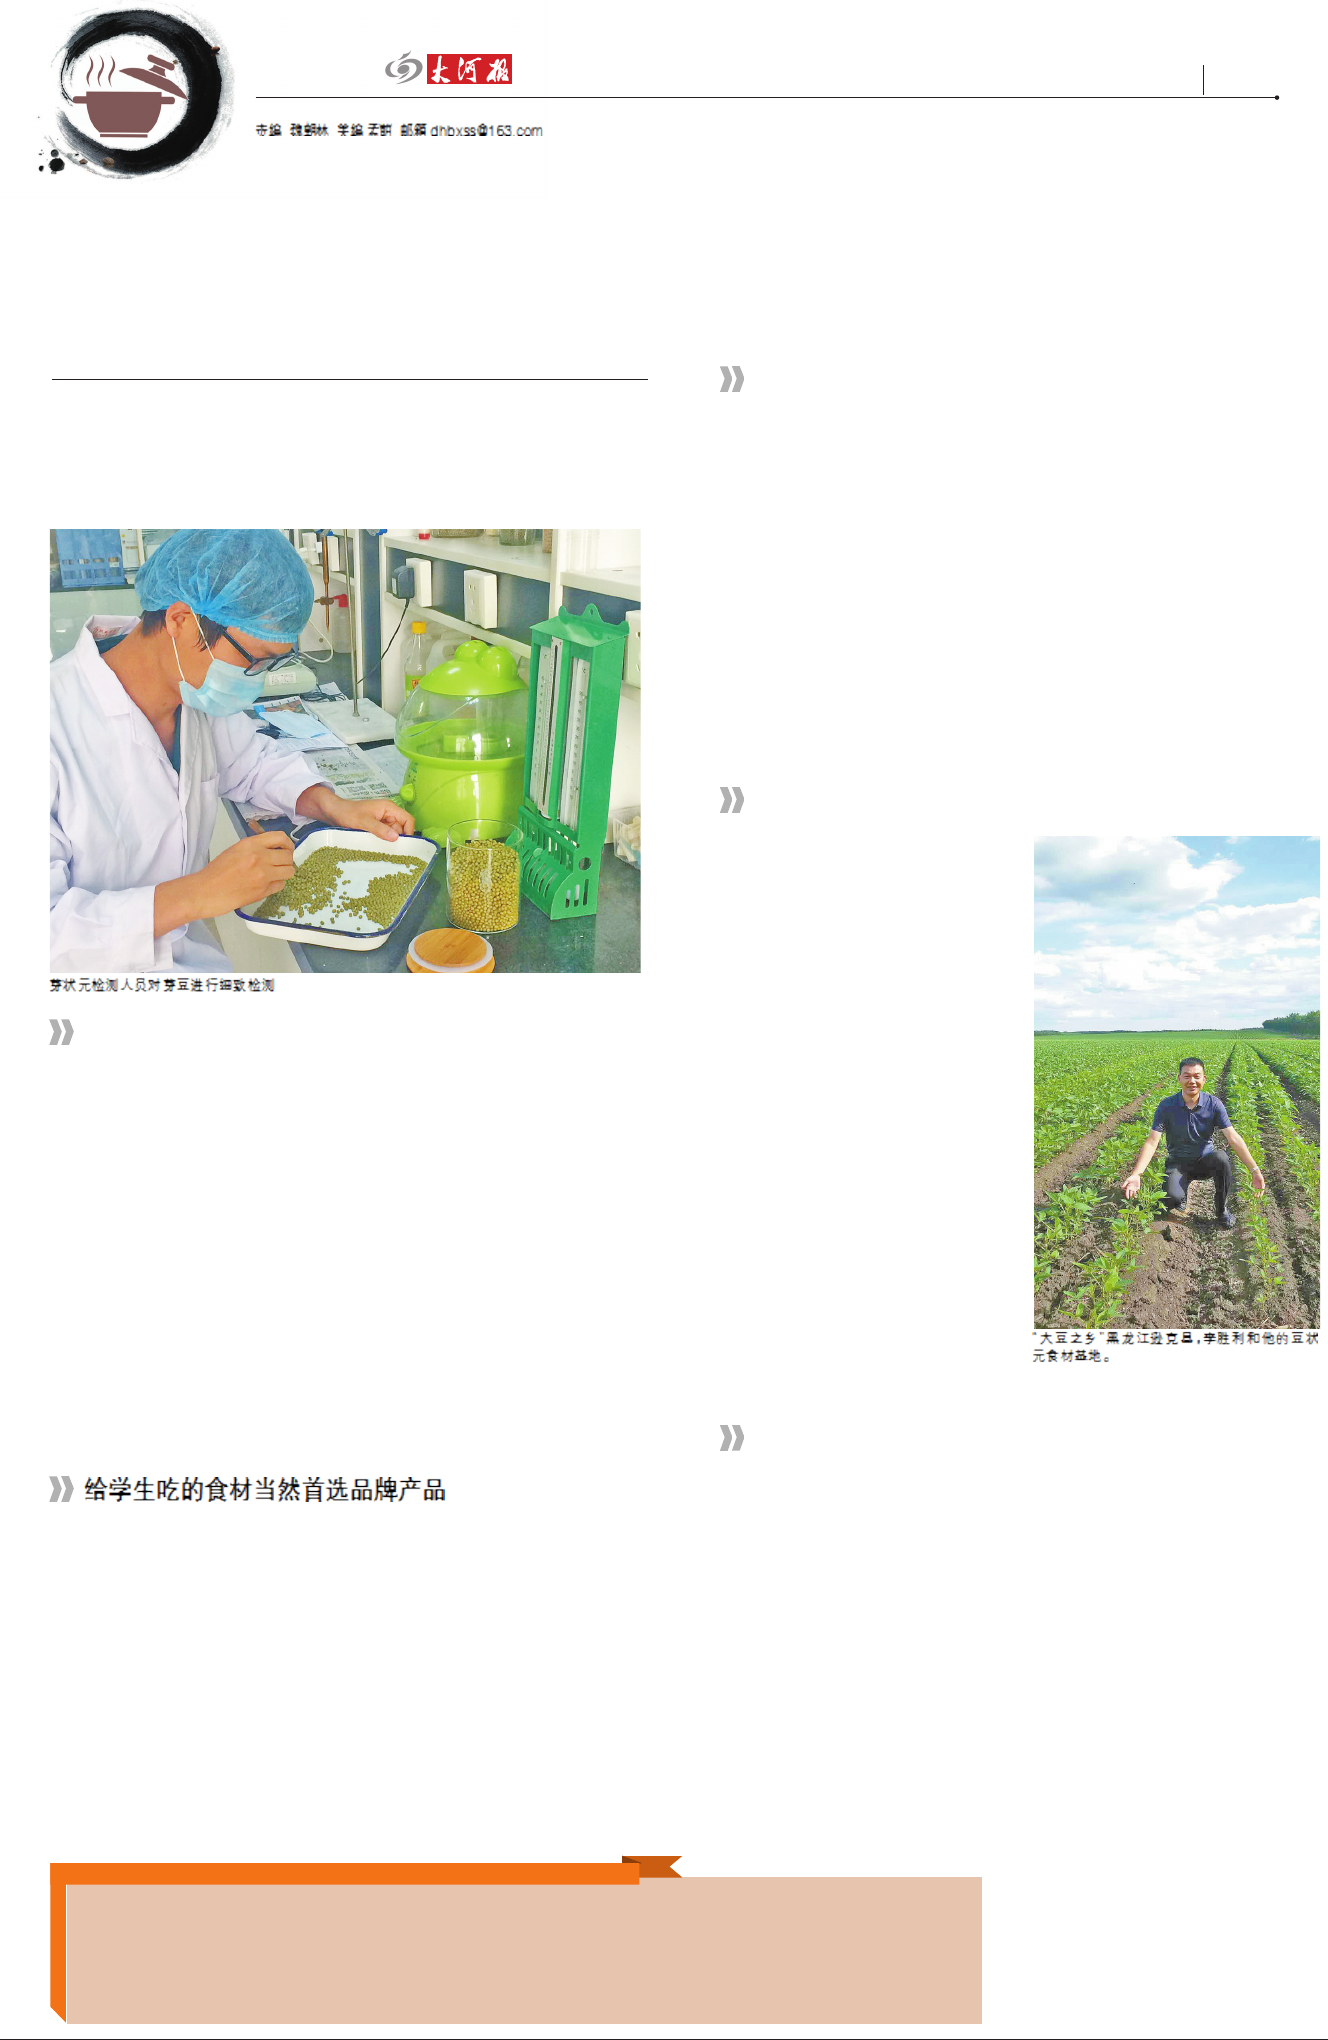 大河报
责编 魏朝林 美编 邮箱 dhbxss@163.com
芽状元检测人员对芽豆进行细致检测
给学生吃的食材当然首选品牌产品
“大豆之乡”黑龙江逊克县，李胜利和他的豆状
元食材基地。